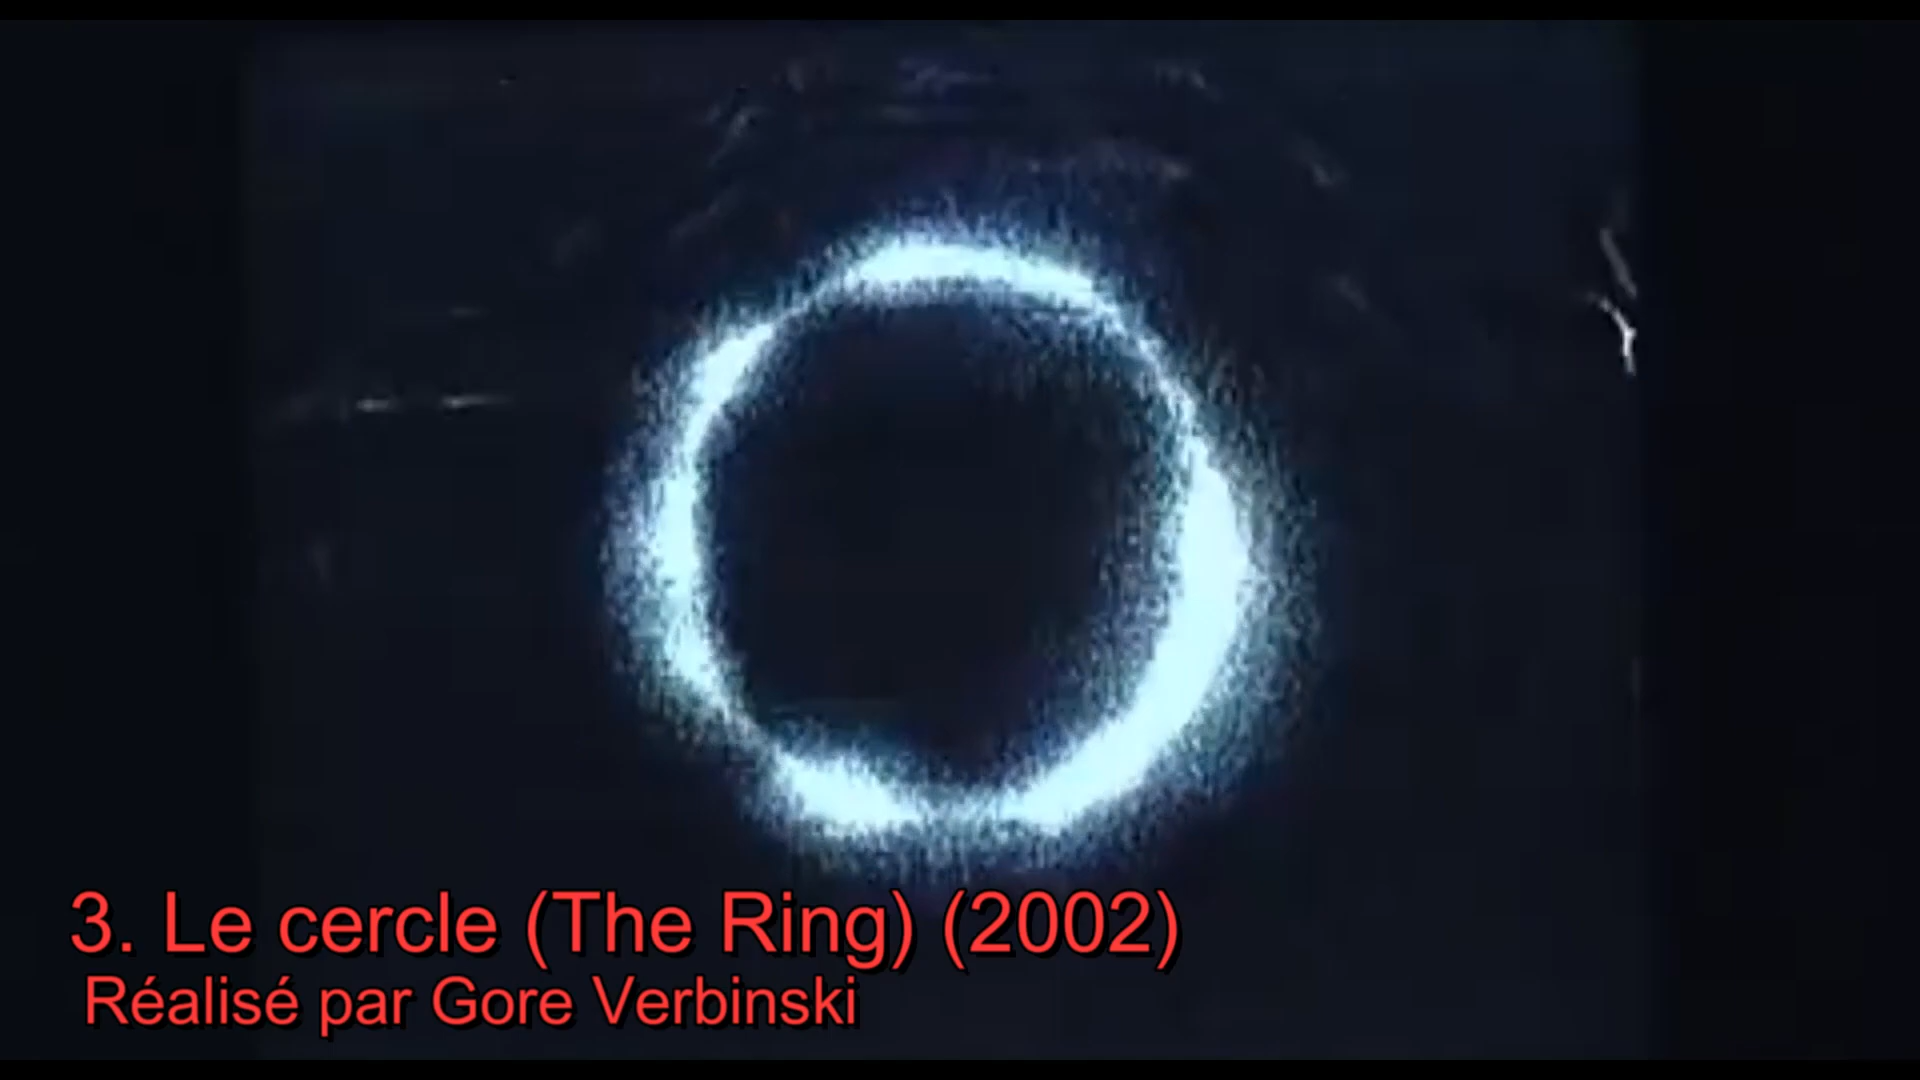 3. Le cercle (The Ring) (2002)
Réalisé par Gore Verbinski